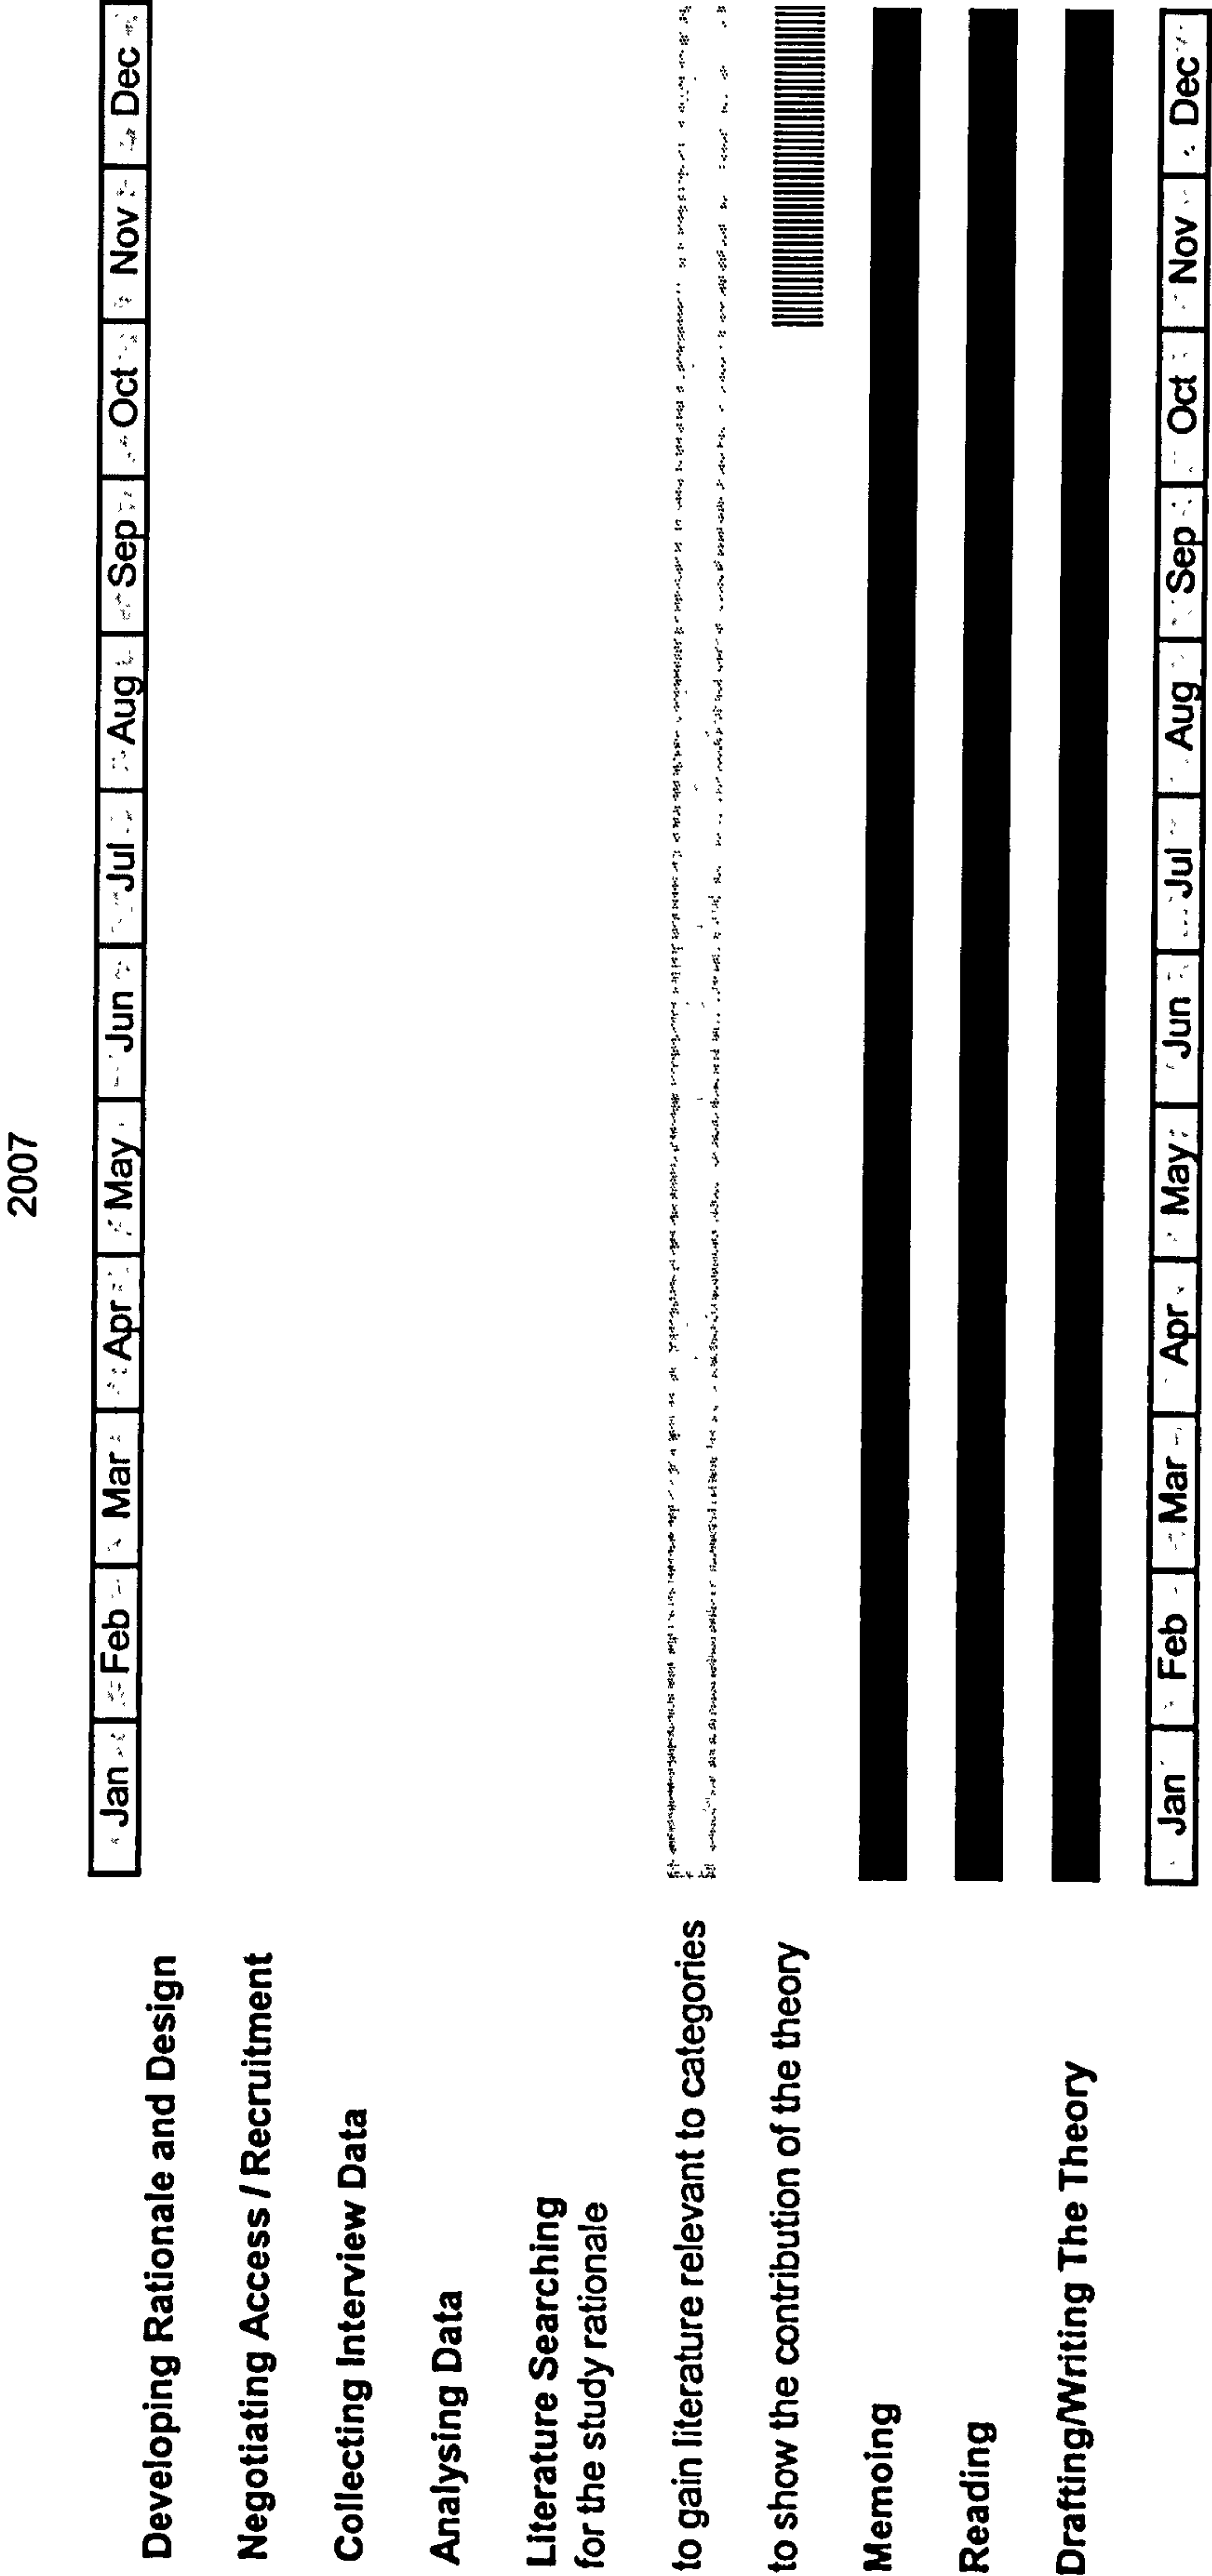 2007
Jan Feb Mar Apr May Jun Jul Aug Sep Oct Nov Dec
Developing Rationale and Design
Negotiating Access / Recruitment
Collecting Interview Data
Analysing Data
Literature Searching
for the study rationale
to gain literature relevant to categories
to show the contribution of the theory
Memoing
Reading
Drafting/Writing The Theory
Jan Feb Mar Apr May Jun Jul Aug Sep Oct Nov Dec